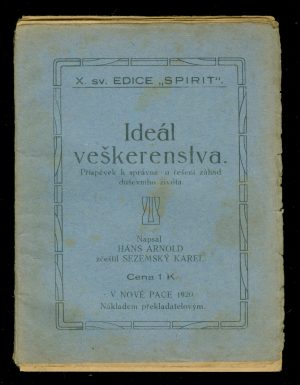 X. sv. EDICE „SPIRIT“.
Ideál
veškerenstva.
Příspěvek k správné a řešení záhad
duševního života
Napsal
HANS ARNOLD
zčeštil SEZEMSKÝ KAREL
Cena 1 K
V NOVÉ PACE 1920
Nákladem překladatelovým.